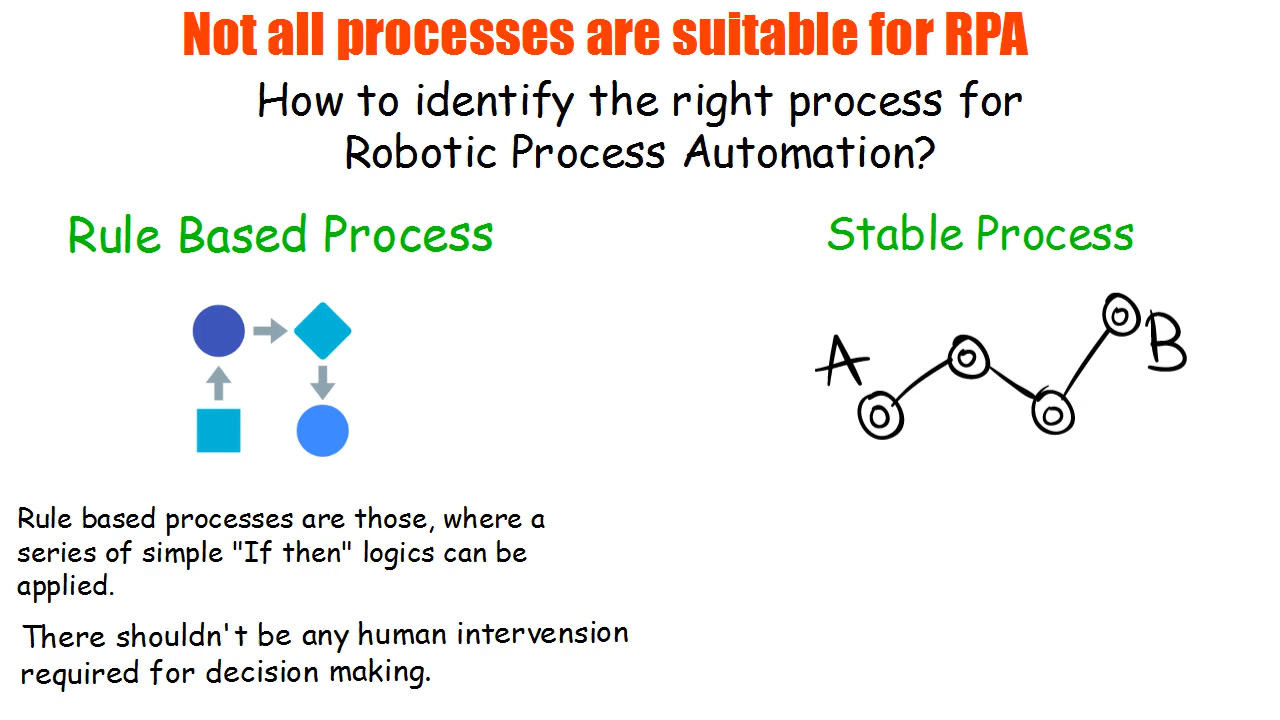 Not all processes are suitable for RPA
How to identify the right process for
Robotic Process Automation?
Rule Based Process
Stable Process
A
B
Rule based processes are those, where a
series of simple "If then" logics can be
applied.
There shouldn't be any human intervension
required for decision making.